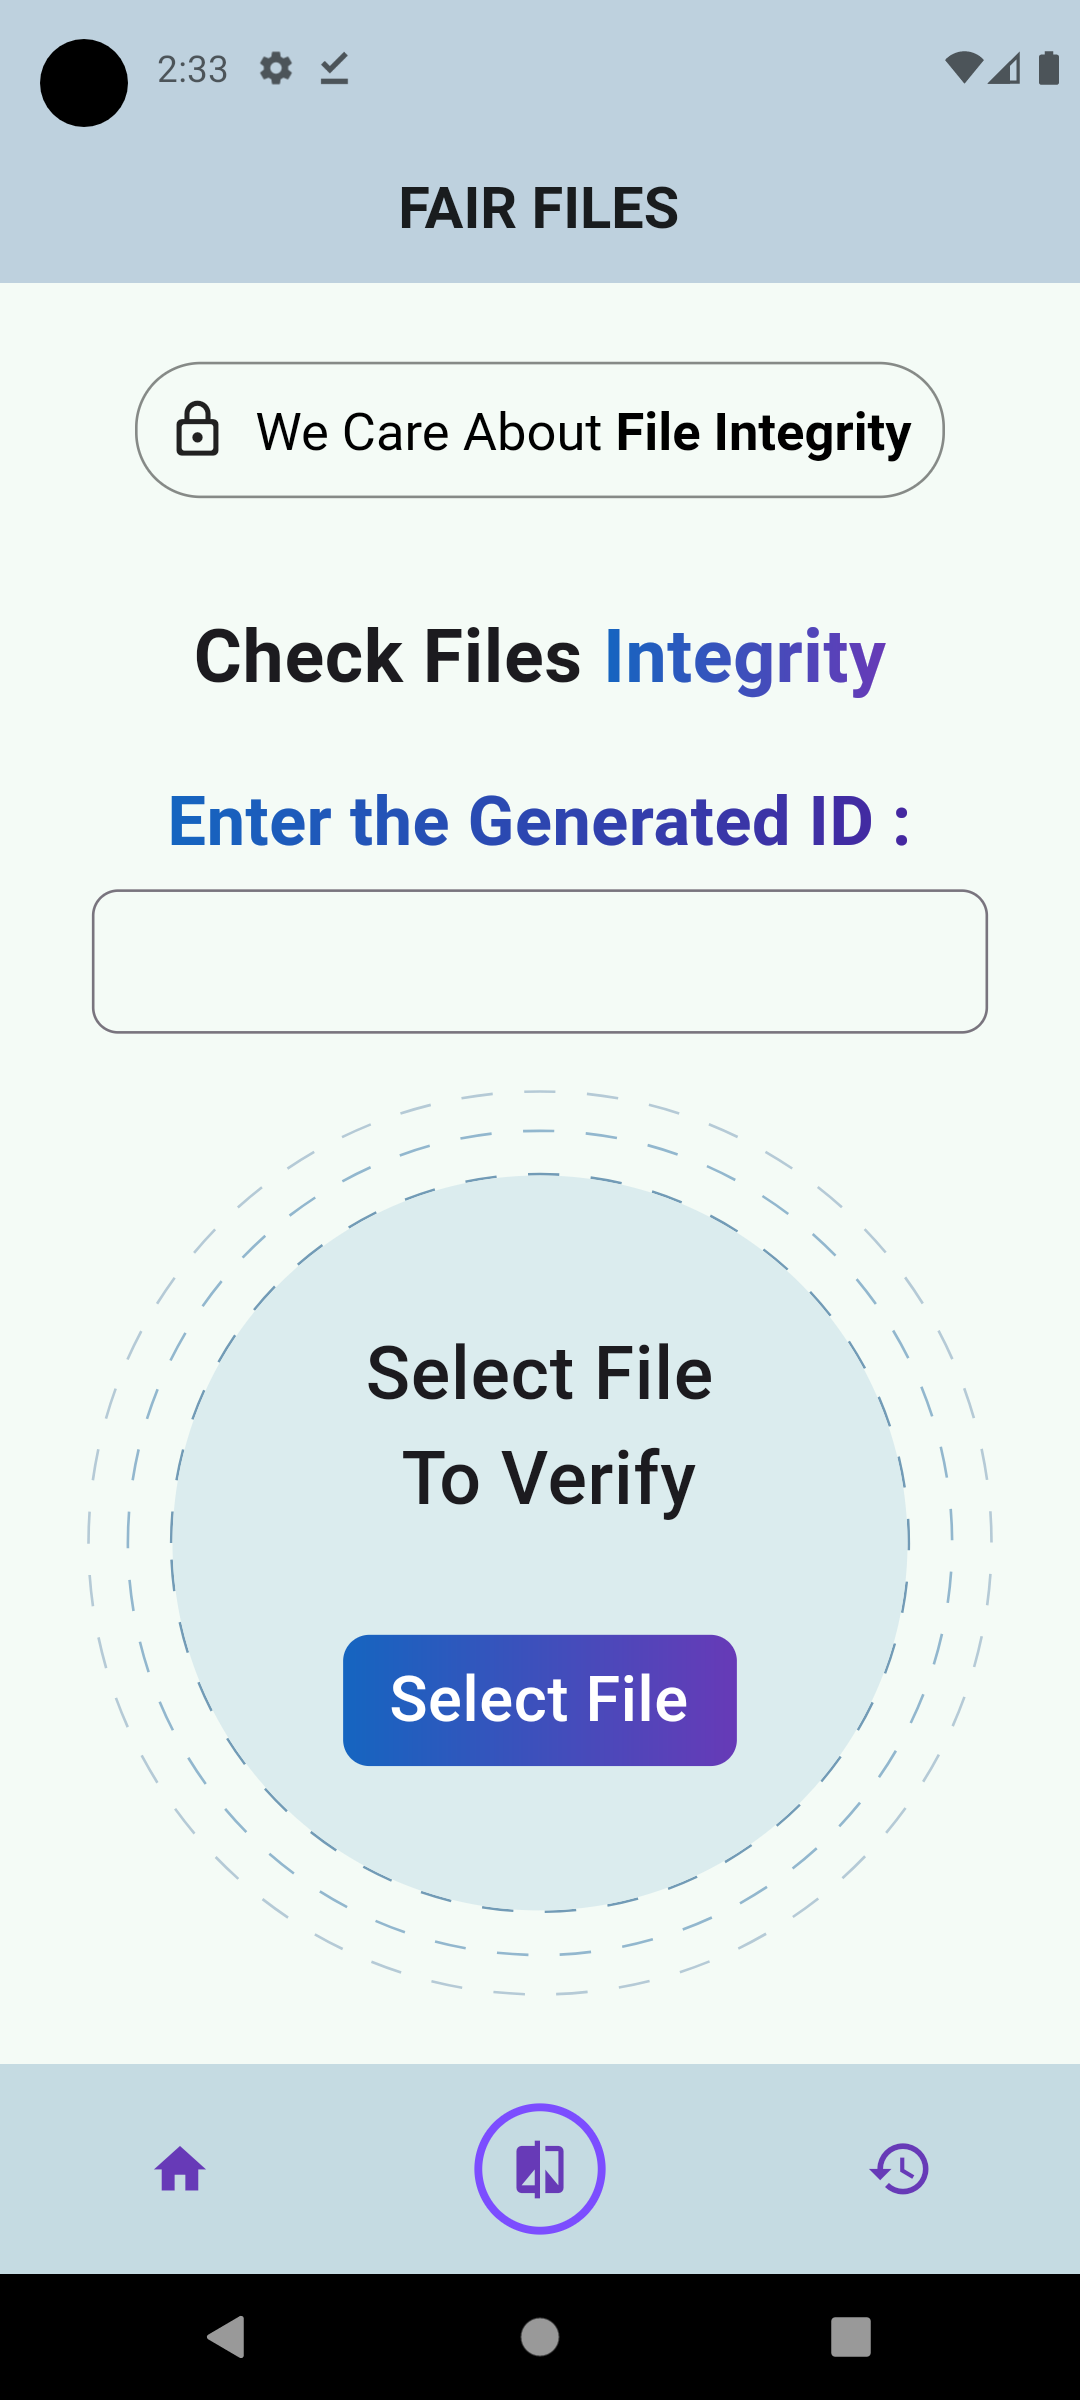 2:33
FAIR FILES
We Care About File Integrity
Check Files Integrity
Enter the Generated ID :
Select File
To Verify
Select File